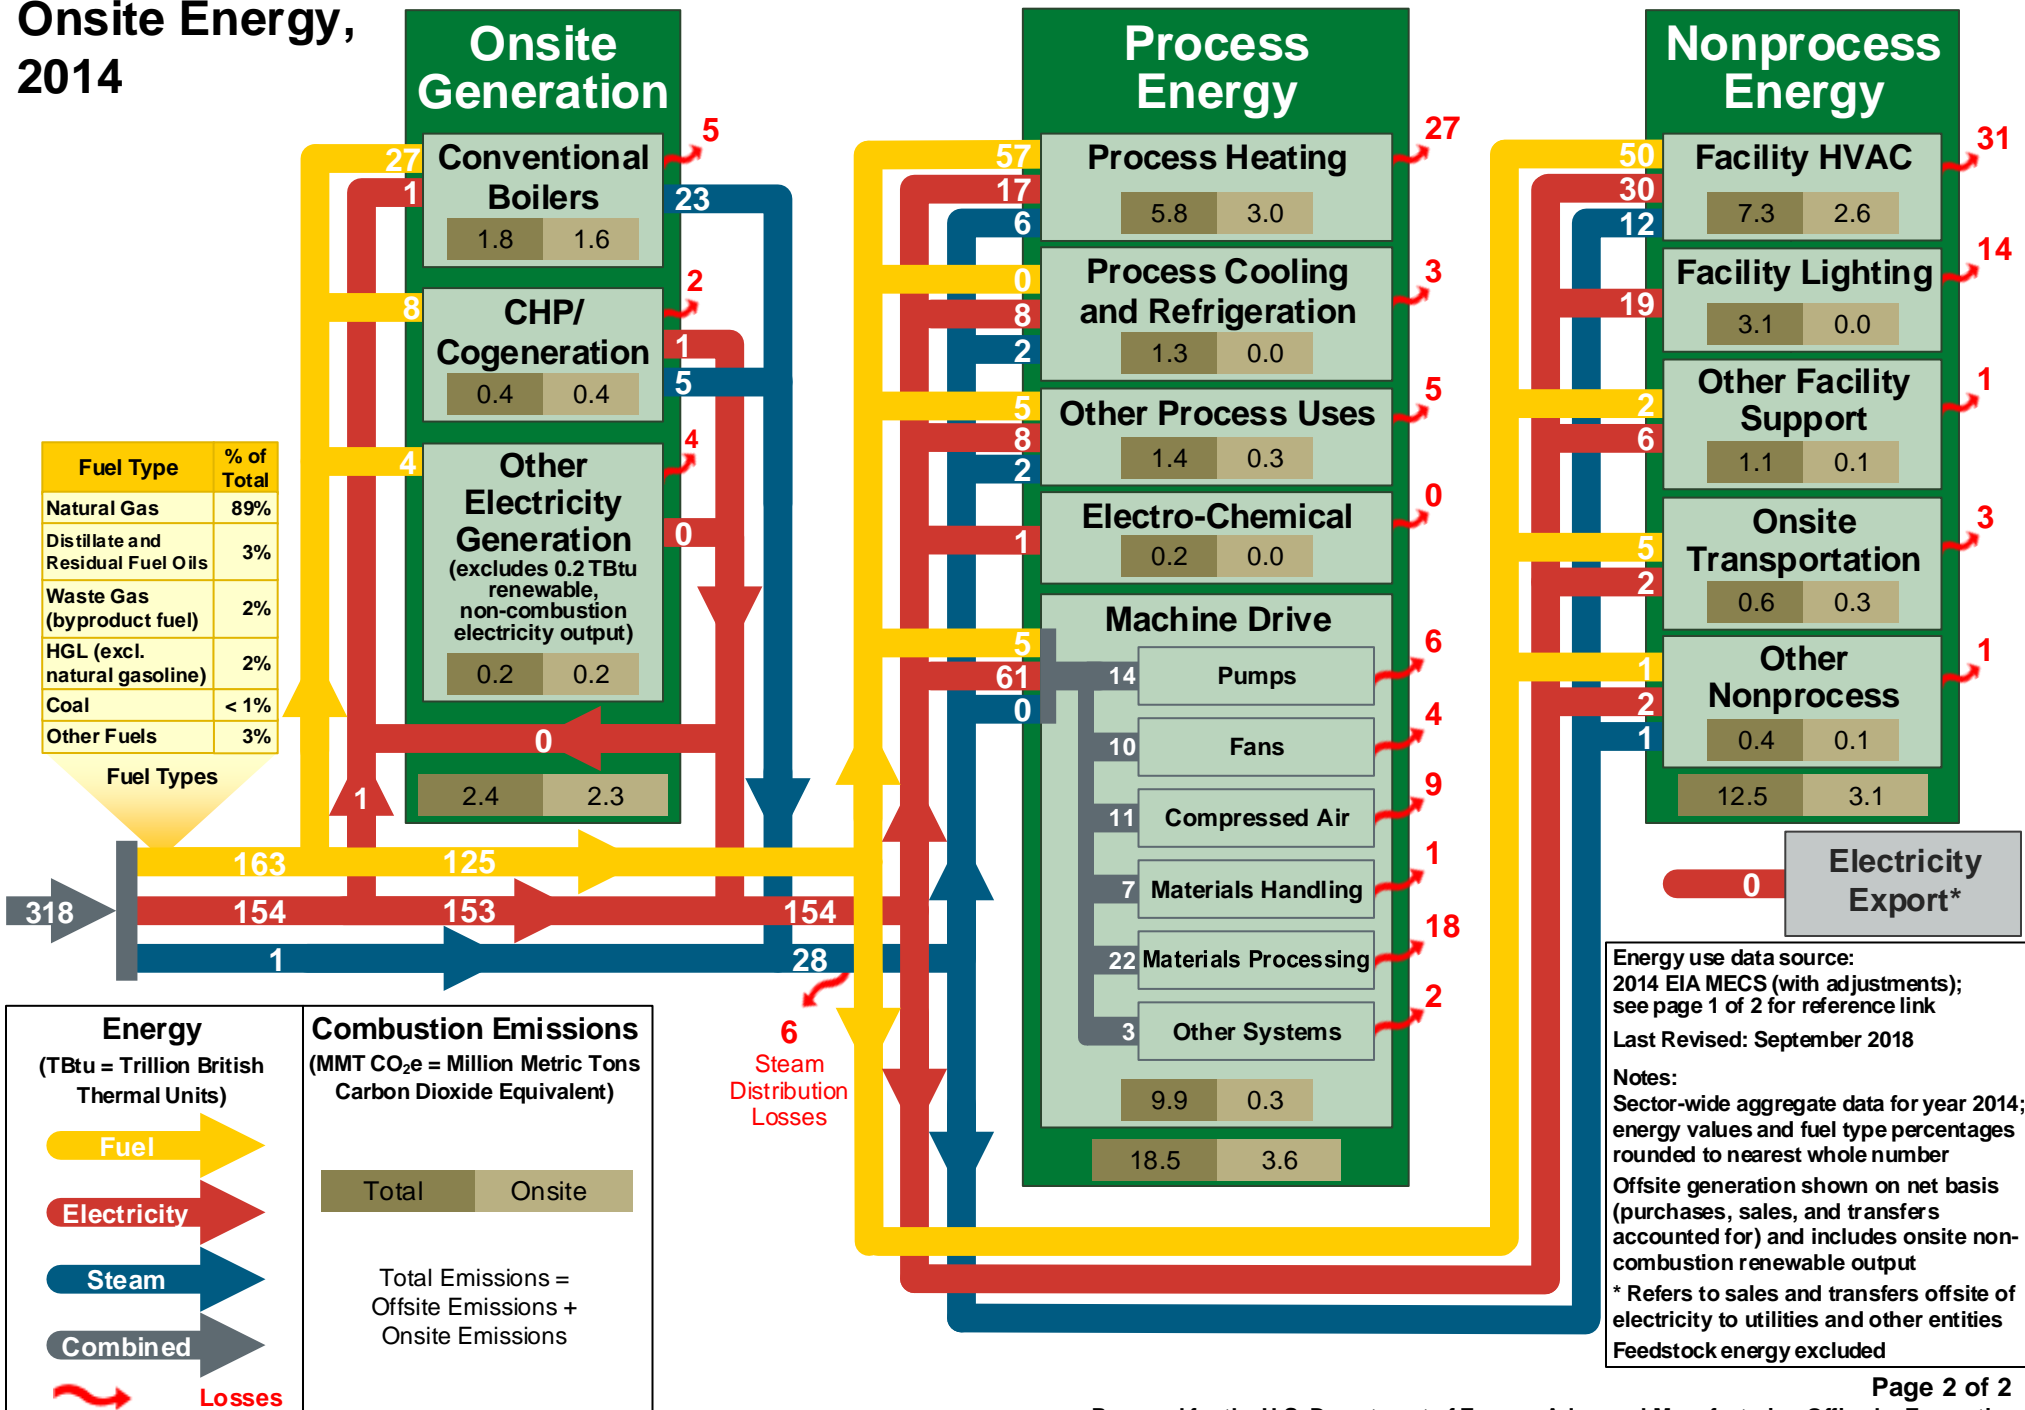 Onsite Energy,
2014
Onsite
Generation
Conventional
Boilers
1.8 1.6
27
1
5
23
CHP/
Cogeneration
0.4 0.4
8
2
1
5
Other
Electricity
Generation
(excludes 0.2 TBtu
renewable,
non-combustion
electricity output)
0.2 0.2
4
4
0
0
2.4 2.3
1
Fuel Type % of Total
Natural Gas 89%
Distillate and
Residual Fuel Oils 3%
Waste Gas
(byproduct fuel) 2%
HGL (excl.
natural gasoline) 2%
Coal < 1%
Other Fuels 3%
Fuel Types
318
163 125
154 153 154
1 28
6
Steam
Distribution
Losses
Process
Energy
57
17
6
Process Heating
5.8 3.0
27
0
8
2
Process Cooling
and Refrigeration
1.3 0.0
3
5
8
2
Other Process Uses
1.4 0.3
5
1
Electro-Chemical
0.2 0.0
0
5
61
0
Machine Drive
14 Pumps 6
10 Fans 4
11 Compressed Air 9
7 Materials Handling 1
22 Materials Processing 18
3 Other Systems 2
9.9 0.3
18.5 3.6
Nonprocess
Energy
50
30
12
Facility HVAC
7.3 2.6
31
19
Facility Lighting
3.1 0.0
14
2
6
Other Facility
Support
1.1 0.1
1
5
2
Onsite
Transportation
0.6 0.3
3
1
2
1
Other
Nonprocess
0.4 0.1
1
12.5 3.1
0
Electricity
Export*
Energy
(TBtu = Trillion British
Thermal Units)
Fuel
Electricity
Steam
Combined
Losses
Combustion Emissions
(MMT CO₂e = Million Metric Tons
Carbon Dioxide Equivalent)
Total Onsite
Total Emissions =
Offsite Emissions +
Onsite Emissions
Energy use data source:
2014 EIA MECS (with adjustments);
see page 1 of 2 for reference link
Last Revised: September 2018
Notes:
Sector-wide aggregate data for year 2014;
energy values and fuel type percentages
rounded to nearest whole number
Offsite generation shown on net basis
(purchases, sales, and transfers
accounted for) and includes onsite non-
combustion renewable output
* Refers to sales and transfers offsite of
electricity to utilities and other entities
Feedstock energy excluded
Page 2 of 2